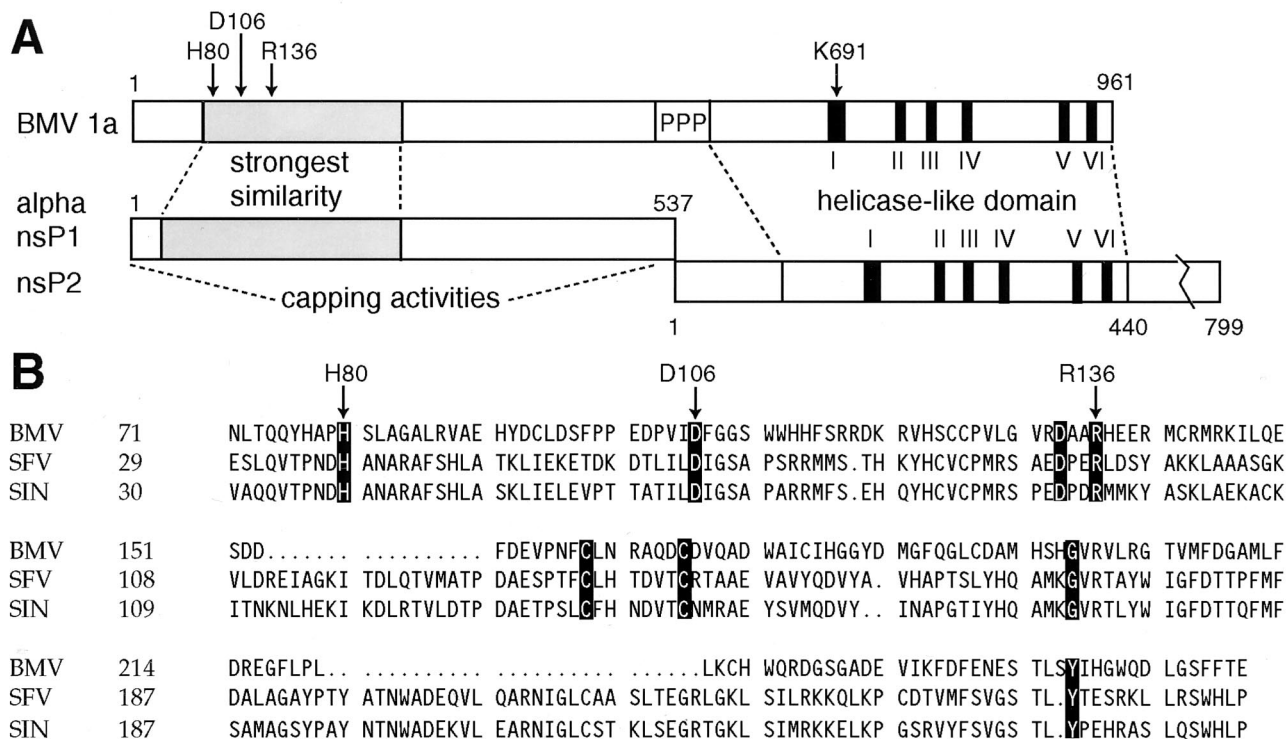 A
D106
H80
R136
K691
1
961
BMV 1a
PPP
I II III IV V VI
strongest
similarity
helicase-like domain
alpha
nsP1
1
537
I II III IV V VI
nsP2
capping activities
1
440
799
B
H80 D106 R136
BMV 71 NLTQQYHAPH SLAGALRVAE HYDCLDSFPP EDPVIDFGGS WWHHFSRRDK RVHSCCPVLG VRDAARHEER MCRMRKILQE
SFV 29 ESLQVTPNDH ANARAFSHLA TKLIEKETDK DTLILDIGSA PSRRMMS.TH KYHCVCPMRS AEDPERLDSY AKKLAAASGK
SIN 30 VAQQVTPNDH ANARAFSHLA SKLIELEVPT TATILDIGSA PARRMFS.EH QYHCVCPMRS PEDPDRMMKY ASKLAEKACK
BMV 151 SDD....... .......... FDEVPNFCLN RAQDCDVQAD WAICIHGGYD MGFQGLCDAM HSHGVRVLRG TVMFDGAMLF
SFV 108 VLDREIAGKI TDLQTVMATP DAESPTFCLH TDVTCRTAAE VAVYQDVYA. VHAPTSLYHQ AMKGVRTAYW IGFDTTPFMF
SIN 109 ITNKNLHEKI KDLRTVLDTP DAETPSLCFH NDVTCNMRAE YSVMQDVY.. INAPGTIYHQ AMKGVRTLYW IGFDTTQFMF
BMV 214 DREGFLPL.. .......... .......... .....LKCH WQRDGSGADE VIKFDFENES TLSYIHGWQD LGSFFTE
SFV 187 DALAGAYPTY ATNWADEQVL QARNIGLCAA SLTEGRLGKL SILRKKQLKP CDTVMFSVGS TL.YTESRKL LRSWHLP
SIN 187 SAMAGSYPAY NTNWADEKVL EARNIGLCST KLSEGRTGKL SIMRKKELKP GSRVYFSVGS TL.YPEHRAS LQSWHLP